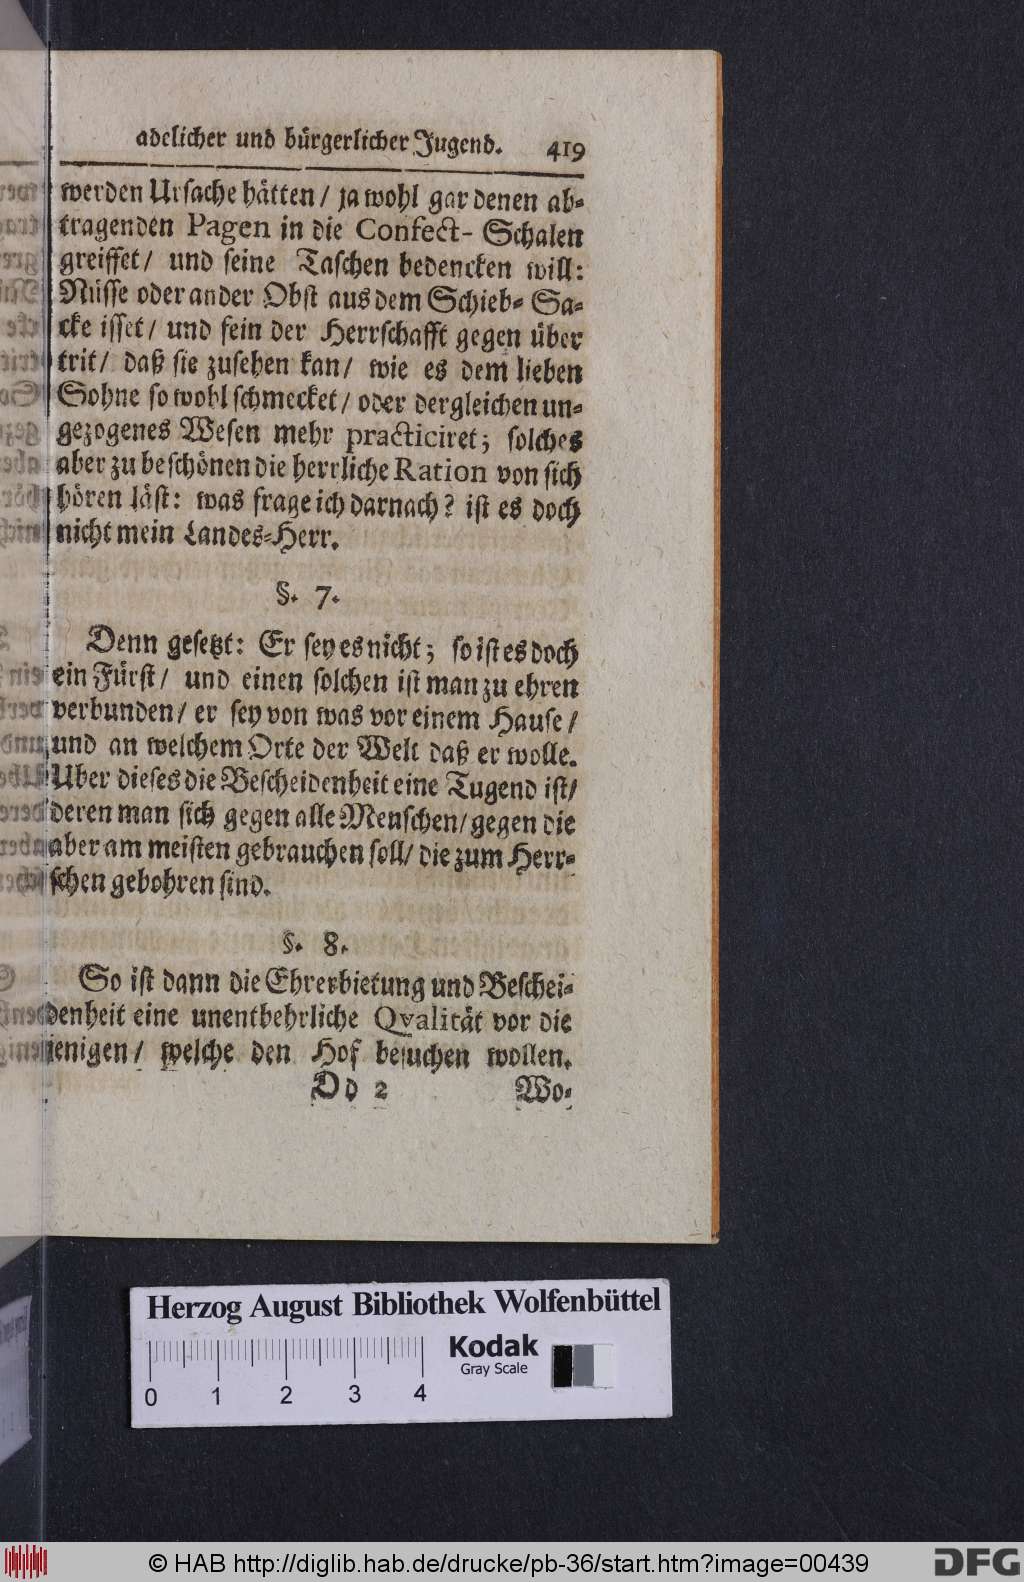 adelicher und bürgerlicher Jugend. 419
werden Ursache hätten / ja wohl gar denen ab-
tragenden Pagen in die Confect- Schalen
greiffet / und seine Taschen bedencken will:
Nüsse oder ander Obst aus dem Schieb- Sa-
cke isset / und fein der Herrschafft gegen über
trit / daß sie zusehen kan / wie es dem lieben
Sohne so wohl schmecket / oder dergleichen un-
gezogenes Wesen mehr practiciret; solches
aber zu beschönen die herrliche Ration von sich
hören läst: was frage ich darnach? ist es doch
nicht mein Landes-Herr.
§. 7.
Denn gesetzt: Er sey es nicht; so ist es doch
ein Fürst / und einen solchen ist man zu ehren
verbunden / er sey von was vor einem Hause /
und an welchem Orte der Welt daß er wolle.
Uber dieses die Bescheidenheit eine Tugend ist /
deren man sich gegen alle Menschen / gegen die
aber am meisten gebrauchen soll / die zum Herr-
schen gebohren sind.
§. 8.
So ist dann die Ehrerbietung und Beschei-
denheit eine unentbehrliche Qvalität vor die
jenigen / welche den Hof besuchen wollen.
Dd 2 Wo-
Herzog August Bibliothek Wolfenbüttel
Kodak
Gray Scale
0 1 2 3 4
© HAB http://diglib.hab.de/drucke/pb-36/start.htm?image=00439
DFG